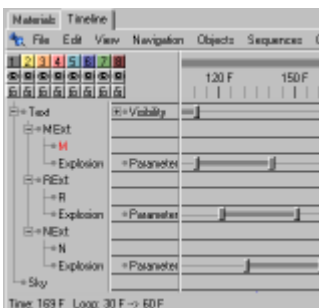 Materials Timeline
File Edit View Navigation Objects Sequences
1 2 3 4 5 6 7 8
120 F 150 F
Text Visibility
MExt
M
Explosion Parameter
RExt
R
Explosion Parameter
NExt
N
Explosion Parameter
Sky
Time: 169 F Loop: 30 F --> 60 F